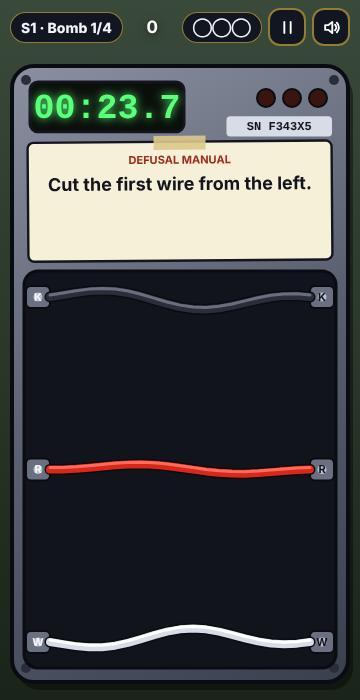 S1 · Bomb 1/4
0
00:23.7
SN F343X5
DEFUSAL MANUAL
Cut the first wire from the left.
K K
R R
W W